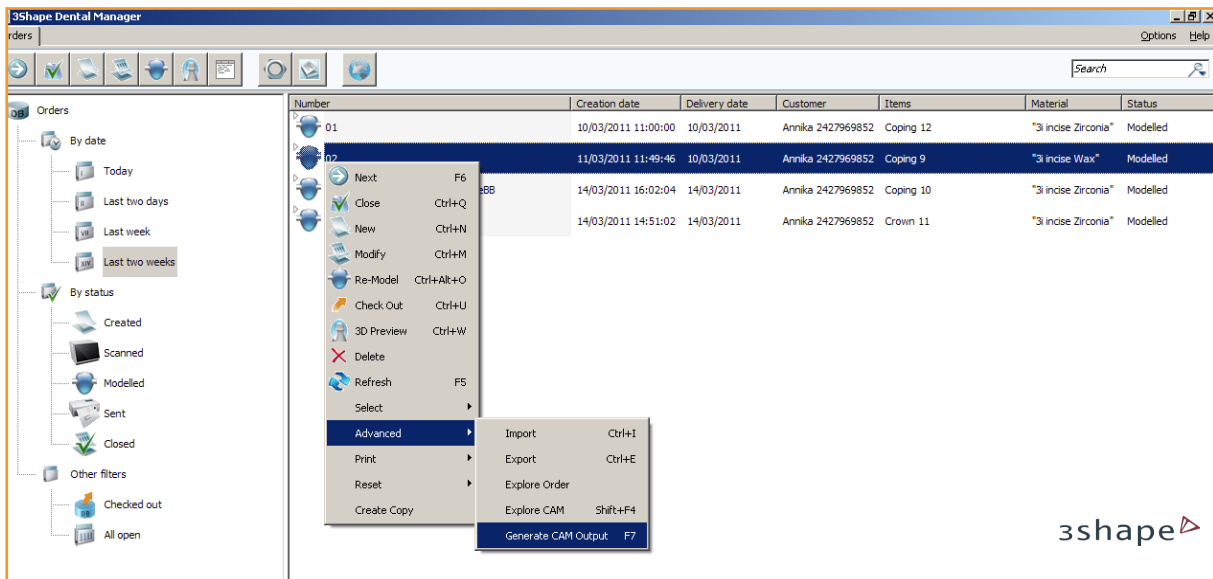 3Shape Dental Manager
rders
Options Help
Search
Orders
By date
Today
Last two days
Last week
Last two weeks
By status
Created
Scanned
Modelled
Sent
Closed
Other filters
Checked out
All open
Number Creation date Delivery date Customer Items Material Status
01 10/03/2011 11:00:00 10/03/2011 Annika 2427969852 Coping 12 "3i incise Zirconia" Modelled
02 11/03/2011 11:49:46 10/03/2011 Annika 2427969852 Coping 9 "3i incise Wax" Modelled
eBB 14/03/2011 16:02:04 14/03/2011 Annika 2427969852 Coping 10 "3i incise Zirconia" Modelled
14/03/2011 14:51:02 14/03/2011 Annika 2427969852 Crown 11 "3i incise Zirconia" Modelled
Next F6
Close Ctrl+Q
New Ctrl+N
Modify Ctrl+M
Re-Model Ctrl+Alt+O
Check Out Ctrl+U
3D Preview Ctrl+W
Delete
Refresh F5
Select
Advanced
Print
Reset
Create Copy
Import Ctrl+I
Export Ctrl+E
Explore Order
Explore CAM Shift+F4
Generate CAM Output F7
3shape